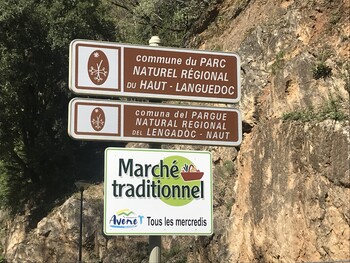 commune du PARC
NATUREL RÉGIONAL
DU HAUT - LANGUEDOC
comuna del PARGUE
NATURAL REGIONAL
DEL LENGADÒC - NAUT
Marché
traditionnel
Avène
Tous les mercredis